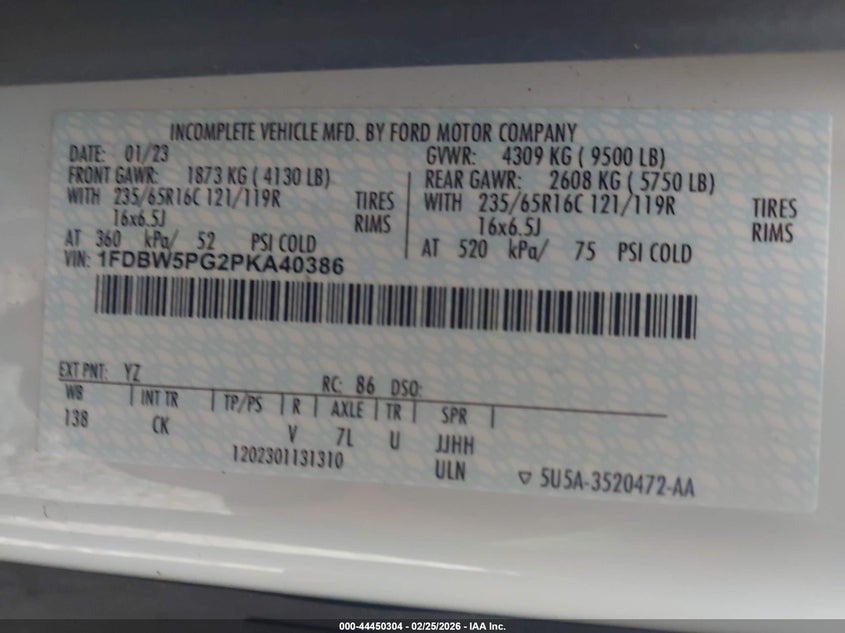 INCOMPLETE VEHICLE MFD. BY FORD MOTOR COMPANY
DATE: 01/23 GVWR: 4309 KG ( 9500 LB)
FRONT GAWR: 1873 KG ( 4130 LB) REAR GAWR: 2608 KG ( 5750 LB)
WITH 235/65R16C 121/119R TIRES WITH 235/65R16C 121/119R TIRES
16x6.5J RIMS 16x6.5J RIMS
AT 360 kPa/ 52 PSI COLD AT 520 kPa/ 75 PSI COLD
VIN: 1FDBW5PG2PKA40386
EXT PNT: YZ RC: 86 DSO:
WB INT TR TP/PS R AXLE TR SPR
138 CK V 7L U JJHH
1202301131310 ULN ▽ 5U5A-3520472-AA
000-44450304 - 02/25/2026 - IAA Inc.